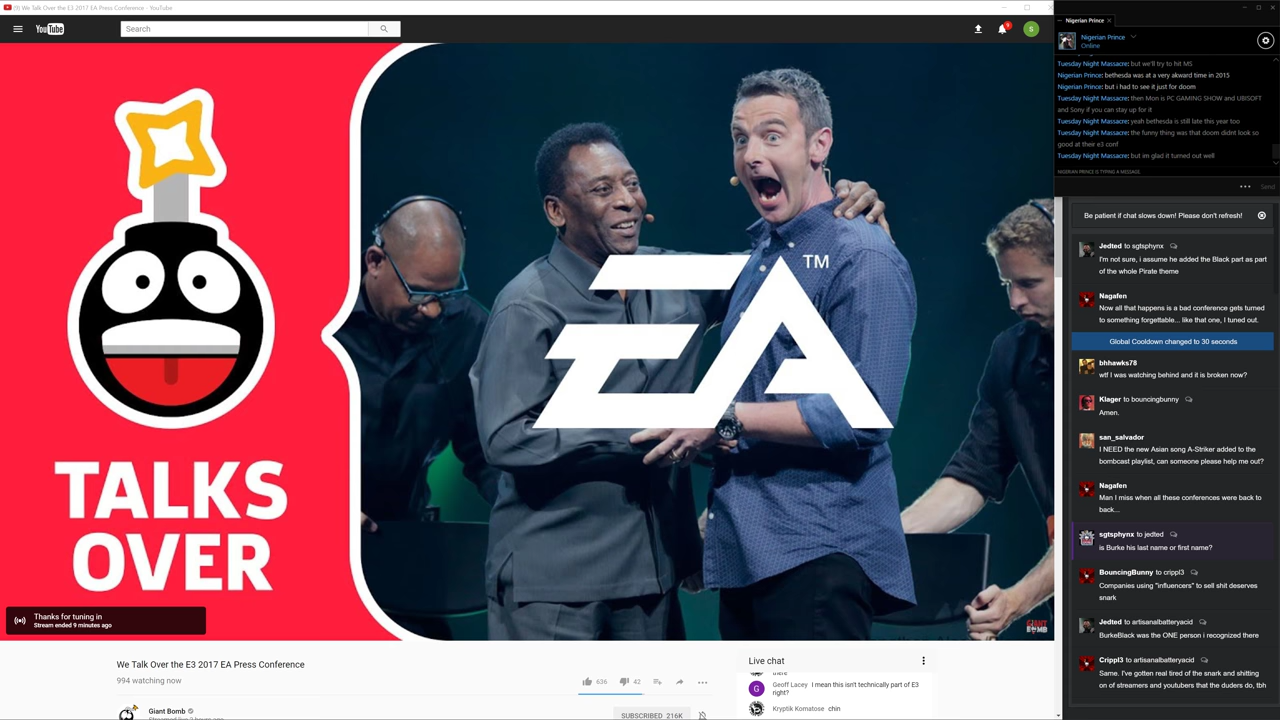 (9) We Talk Over the E3 2017 EA Press Conference - YouTube
YouTube
Search
9
S
TALKS
OVER
EA
TM
Thanks for tuning in
Stream ended 9 minutes ago
GIANT
BOMB
We Talk Over the E3 2017 EA Press Conference
994 watching now
636
42
Giant Bomb
SUBSCRIBED 216K
Live chat
there
G
Geoff Lacey I mean this isn't technically part of E3
right?
Kryptik Komatose chin
Nigerian Prince
Nigerian Prince
Online
Tuesday Night Massacre: but we'll try to hit MS
Nigerian Prince: bethesda was at a very akward time in 2015
Nigerian Prince: but i had to see it just for doom
Tuesday Night Massacre: then Mon is PC GAMING SHOW and UBISOFT
and Sony if you can stay up for it
Tuesday Night Massacre: yeah bethesda is still late this year too
Tuesday Night Massacre: the funny thing was that doom didnt look so
good at their e3 conf
Tuesday Night Massacre: but im glad it turned out well
NIGERIAN PRINCE IS TYPING A MESSAGE
Send
Be patient if chat slows down! Please don't refresh!
Jedted to sgtsphynx
I'm not sure, i assume he added the Black part as part
of the whole Pirate theme
Nagafen
Now all that happens is a bad conference gets turned
to something forgettable... like that one, I tuned out.
Global Cooldown changed to 30 seconds
bhhawks78
wtf I was watching behind and it is broken now?
Klager to bouncingbunny
Amen.
san_salvador
I NEED the new Asian song A-Striker added to the
bombcast playlist, can someone please help me out?
Nagafen
Man I miss when all these conferences were back to
back...
sgtsphynx to jedted
is Burke his last name or first name?
BouncingBunny to crippl3
Companies using "influencers" to sell shit deserves
snark
Jedted to artisanalbatteryacid
BurkeBlack was the ONE person i recognized there
Crippl3 to artisanalbatteryacid
Same. I've gotten real tired of the snark and shitting
on of streamers and youtubers that the duders do, tbh